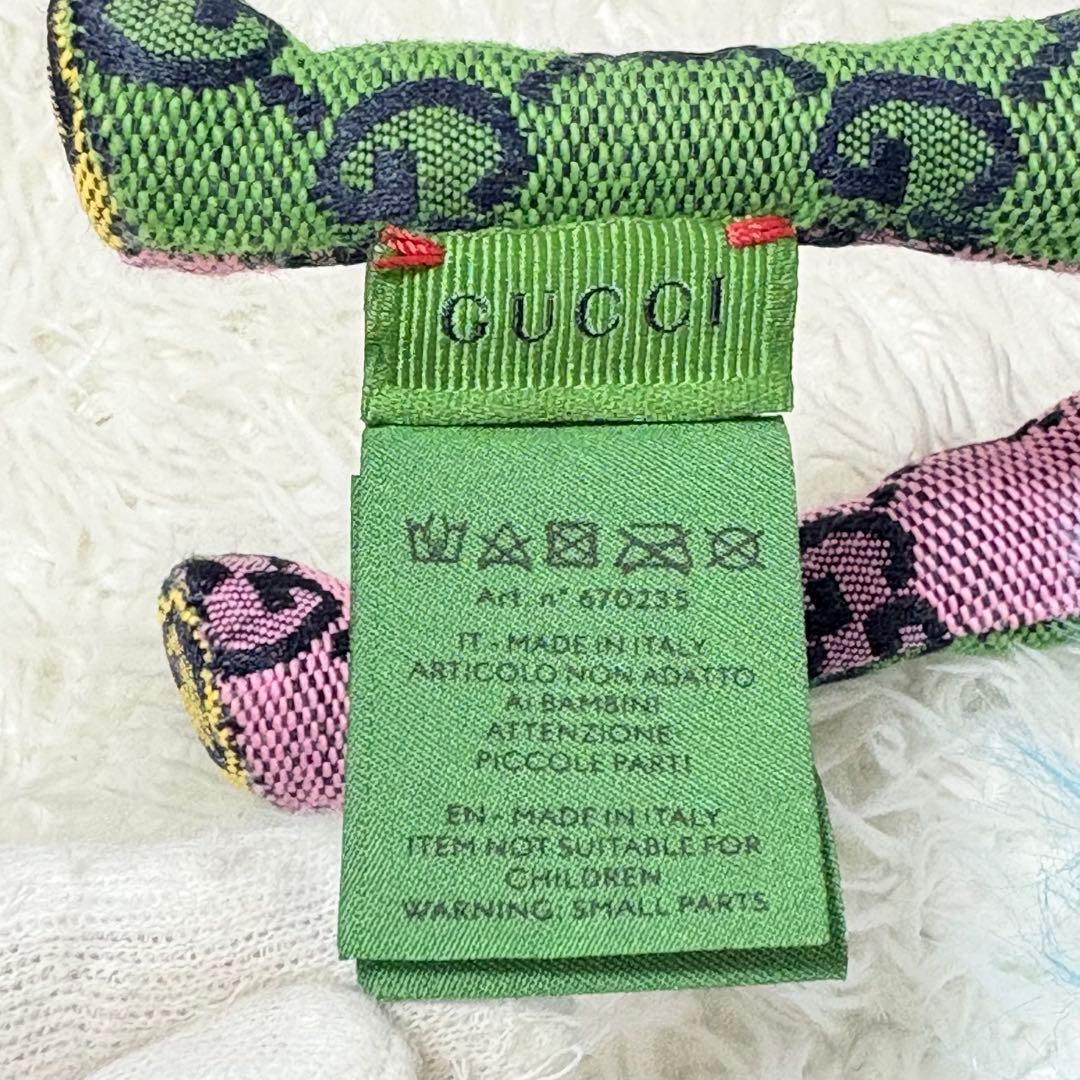 GUCCI
Art. n° 670235
IT - MADE IN ITALY
ARTICOLO NON ADATTO
AI BAMBINI
ATTENZIONE:
PICCOLE PARTI
EN - MADE IN ITALY
ITEM NOT SUITABLE FOR
CHILDREN
WARNING: SMALL PARTS